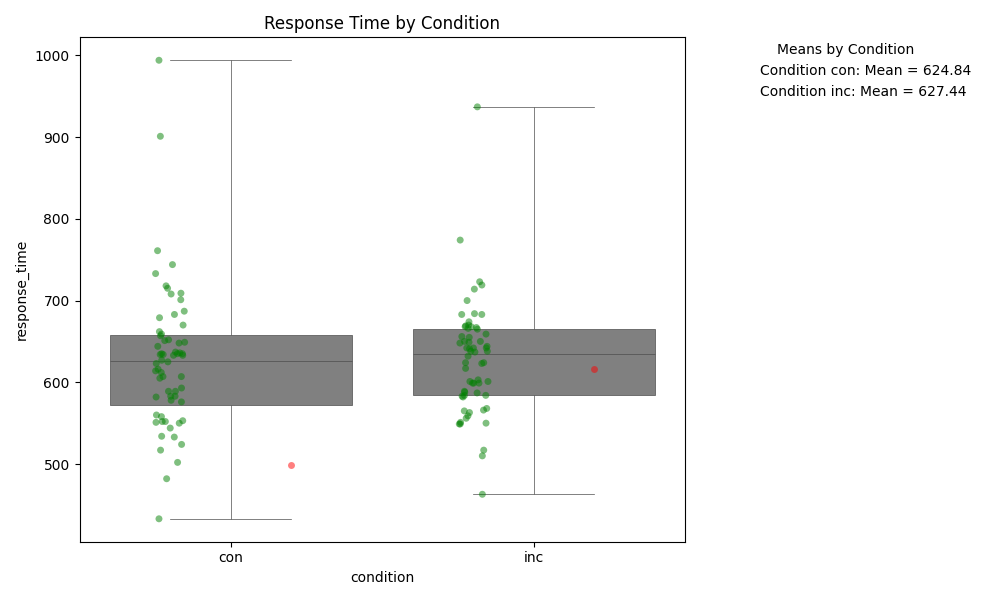 Response Time by Condition
Means by Condition
Condition con: Mean = 624.84
Condition inc: Mean = 627.44
1000
900
800
700
600
500
response_time
con
inc
condition